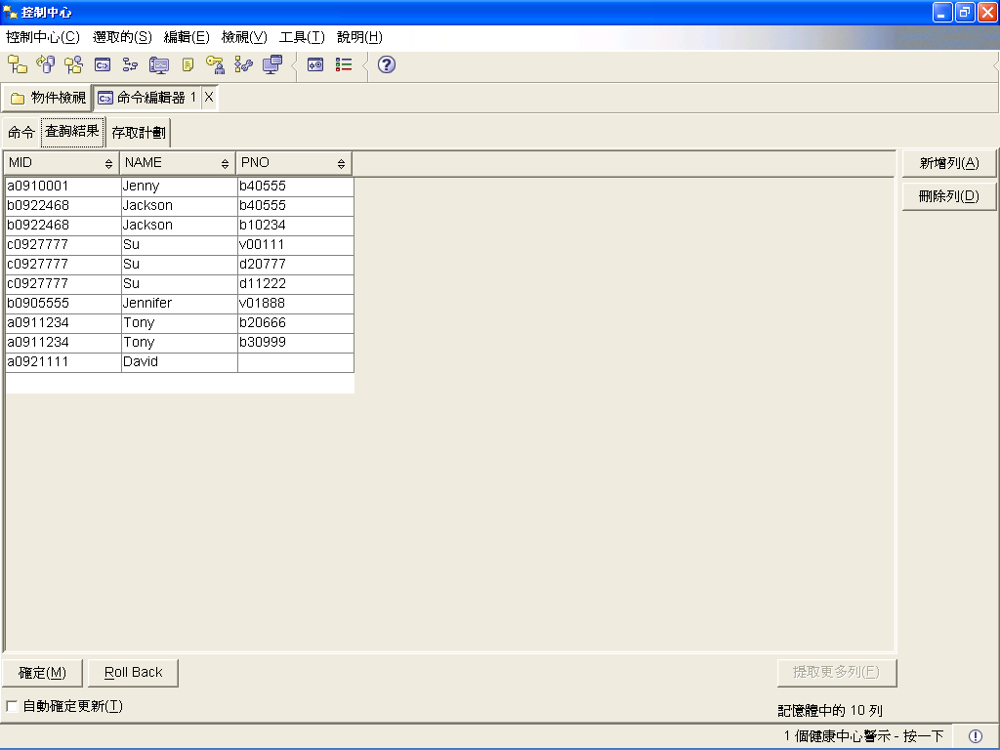 控制中心
控制中心(C) 選取的(S) 編輯(E) 檢視(V) 工具(T) 說明(H)
物件檢視 命令編輯器 1 X
命令 查詢結果 存取計劃
MID NAME PNO
新增列(A)
刪除列(D)
a0910001 Jenny b40555
b0922468 Jackson b40555
b0922468 Jackson b10234
c0927777 Su v00111
c0927777 Su d20777
c0927777 Su d11222
b0905555 Jennifer v01888
a0911234 Tony b20666
a0911234 Tony b30999
a0921111 David
確定(M) Roll Back 提取更多列(F)
自動確定更新(T)
記憶體中的 10 列
1 個健康中心警示 - 按一下